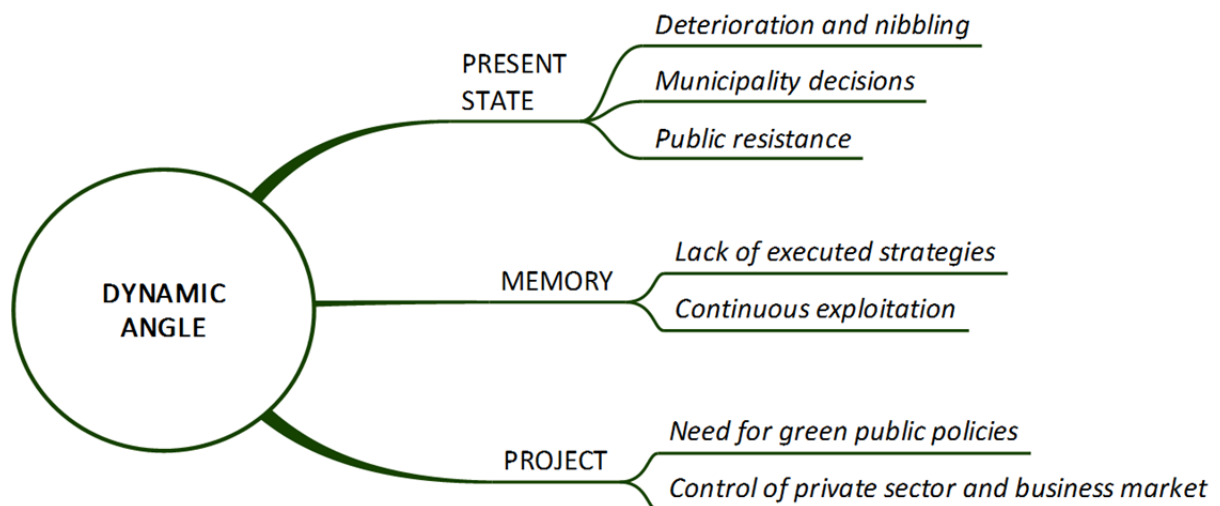 DYNAMIC
ANGLE
PRESENT
STATE
Deterioration and nibbling
Municipality decisions
Public resistance
MEMORY
Lack of executed strategies
Continuous exploitation
PROJECT
Need for green public policies
Control of private sector and business market